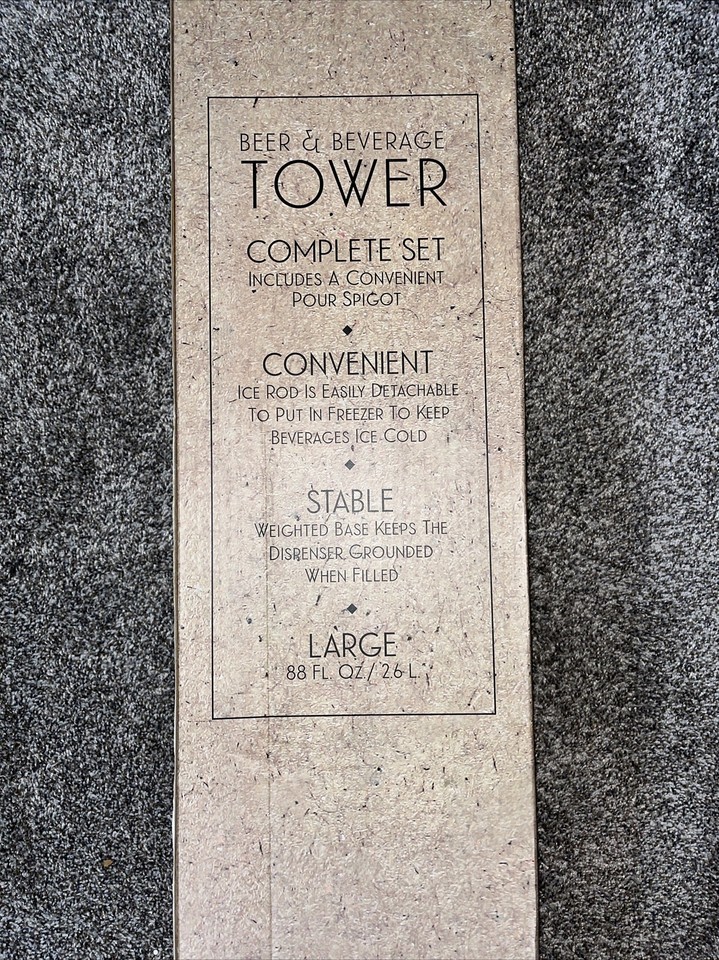 BEER & BEVERAGE
TOWER
COMPLETE SET
INCLUDES A CONVENIENT
POUR SPIGOT
CONVENIENT
ICE ROD IS EASILY DETACHABLE
TO PUT IN FREEZER TO KEEP
BEVERAGES ICE COLD
STABLE
WEIGHTED BASE KEEPS THE
DISPENSER GROUNDED
WHEN FILLED
LARGE
88 FL. OZ./ 2.6 L.